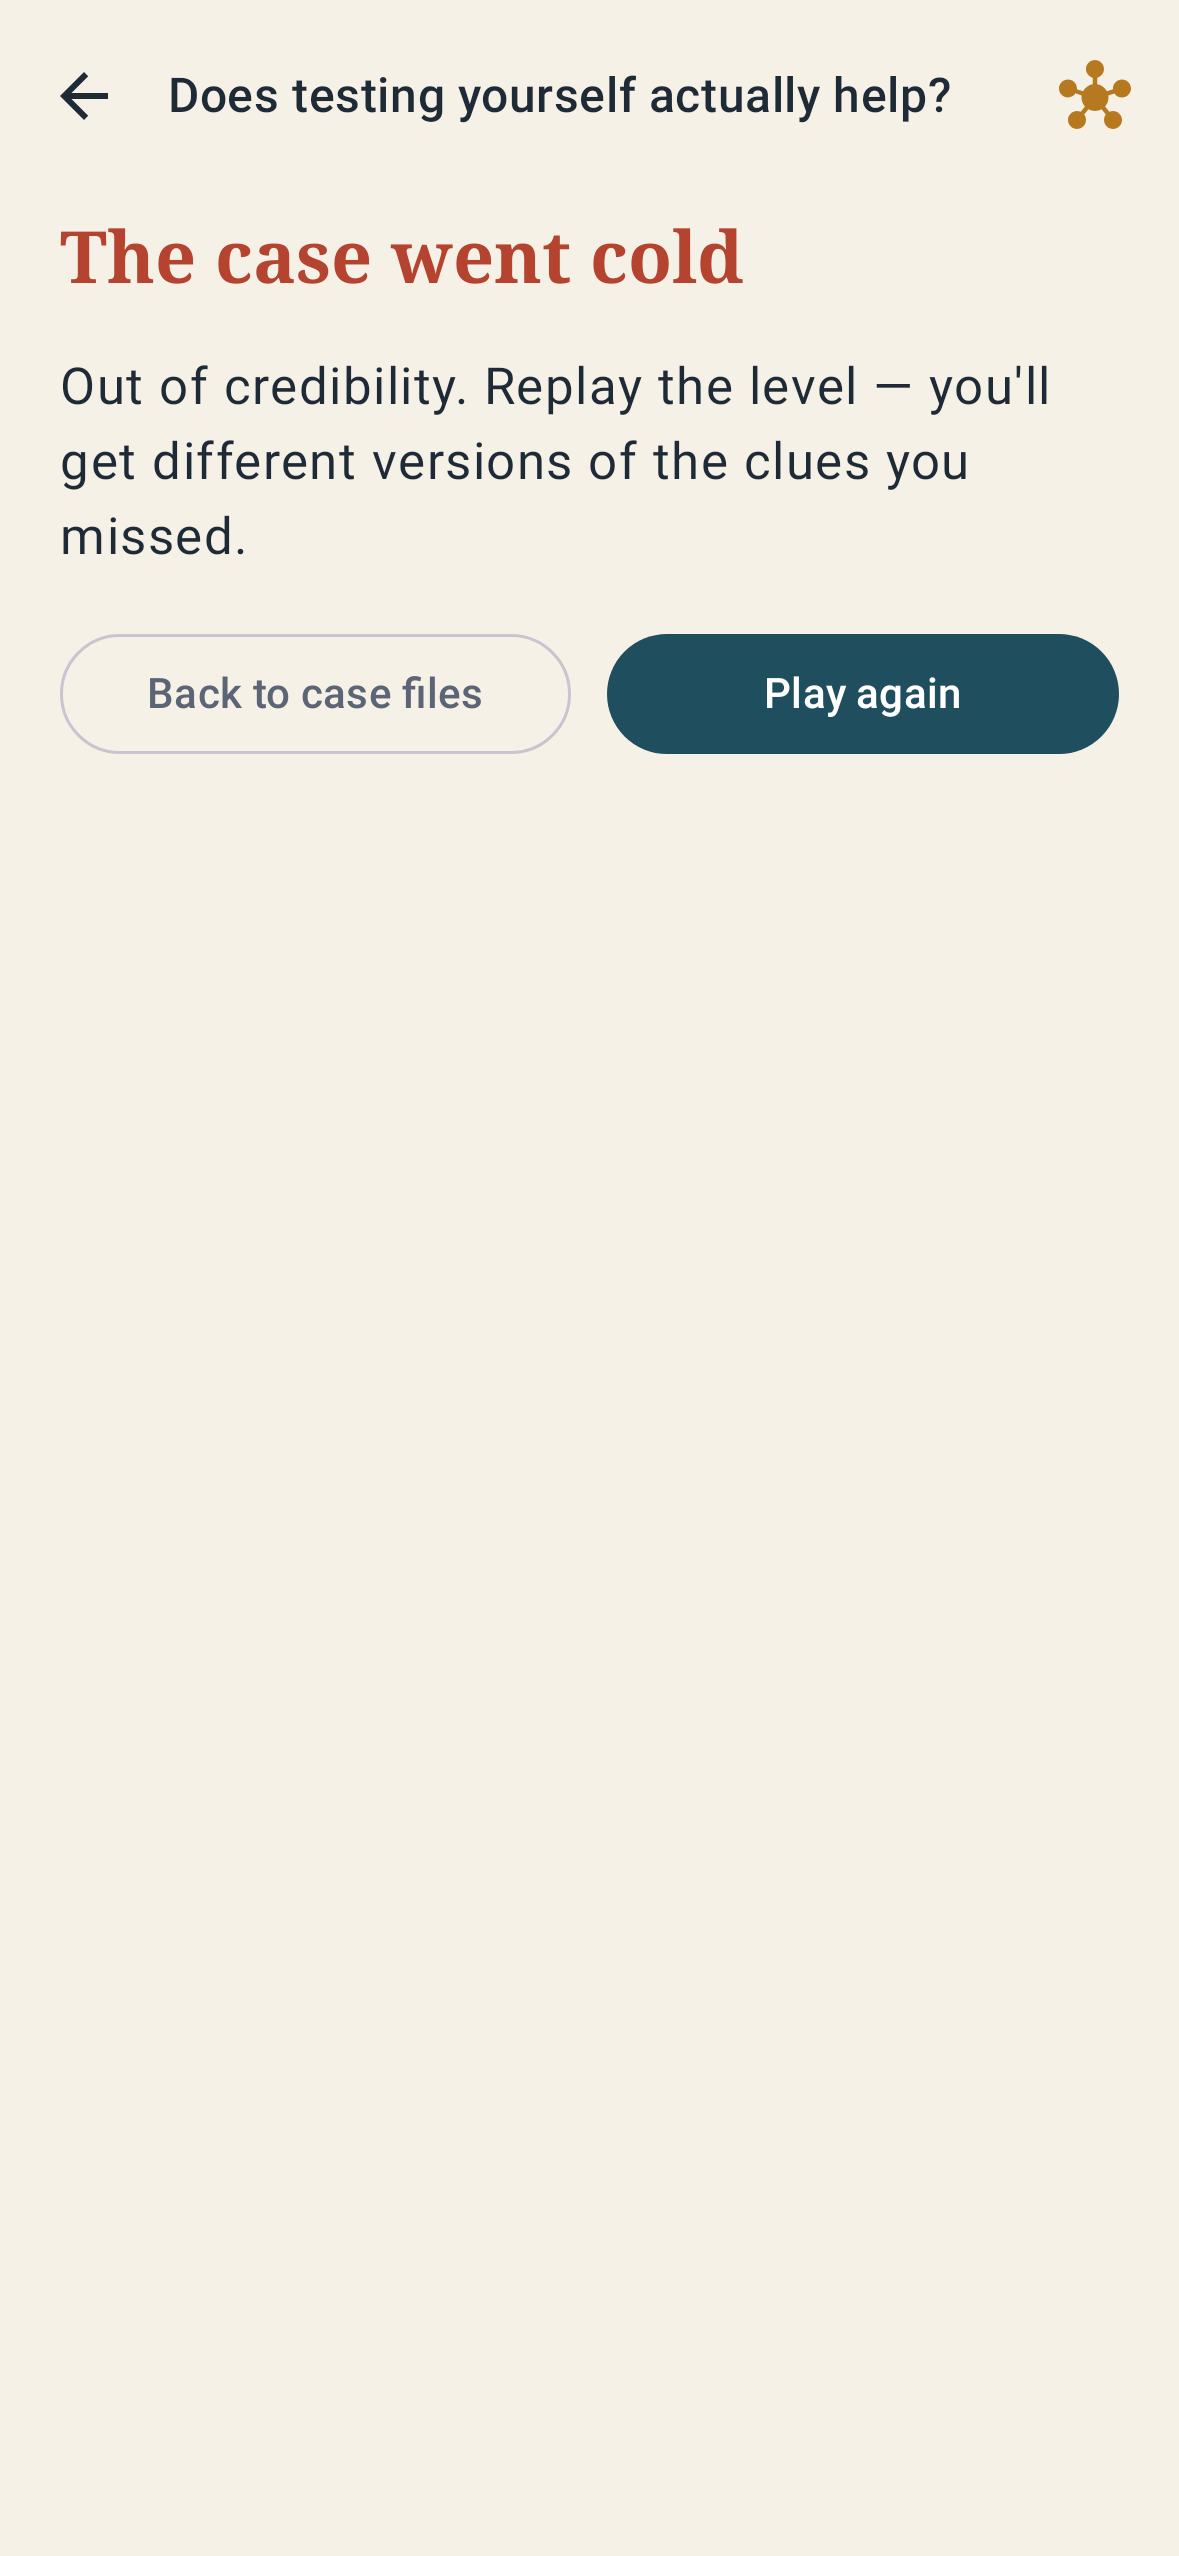 Does testing yourself actually help?
The case went cold
Out of credibility. Replay the level — you'll
get different versions of the clues you
missed.
Back to case files
Play again